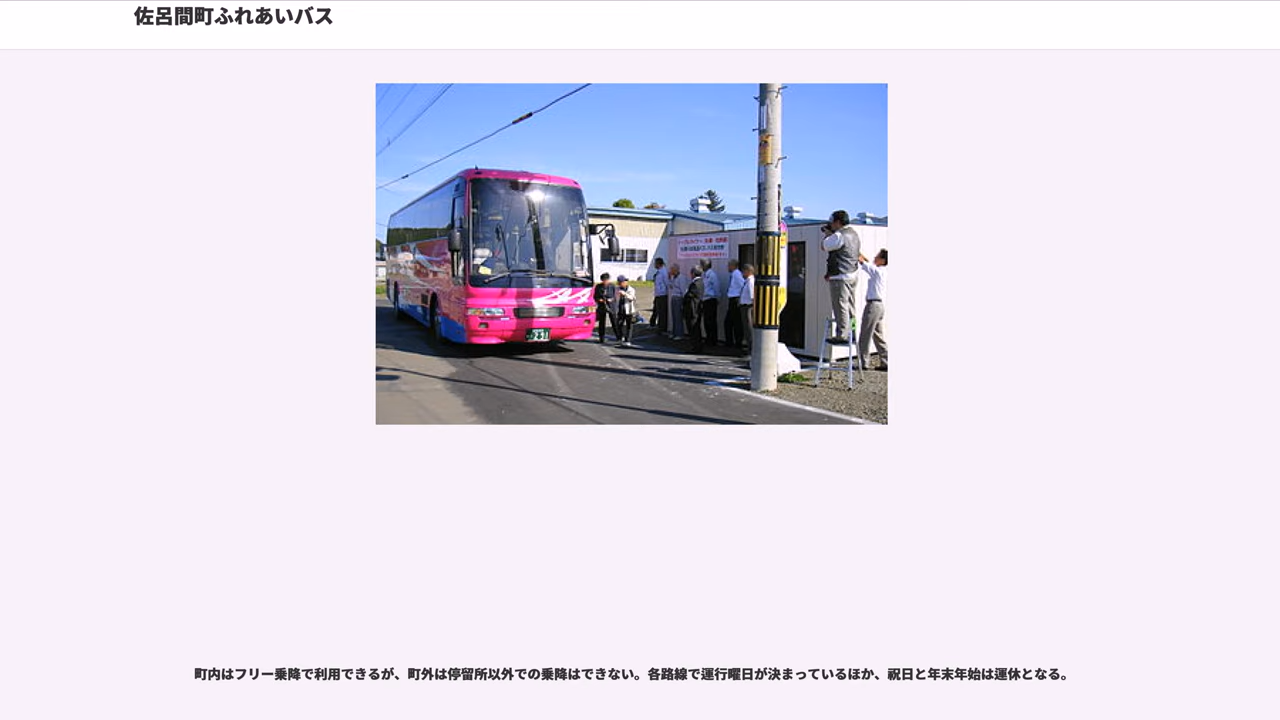 佐呂間町ふれあいバス
町内はフリー乗降で利用できるが、町外は停留所以外での乗降はできない。各路線で運行曜日が決まっているほか、祝日と年末年始は運休となる。